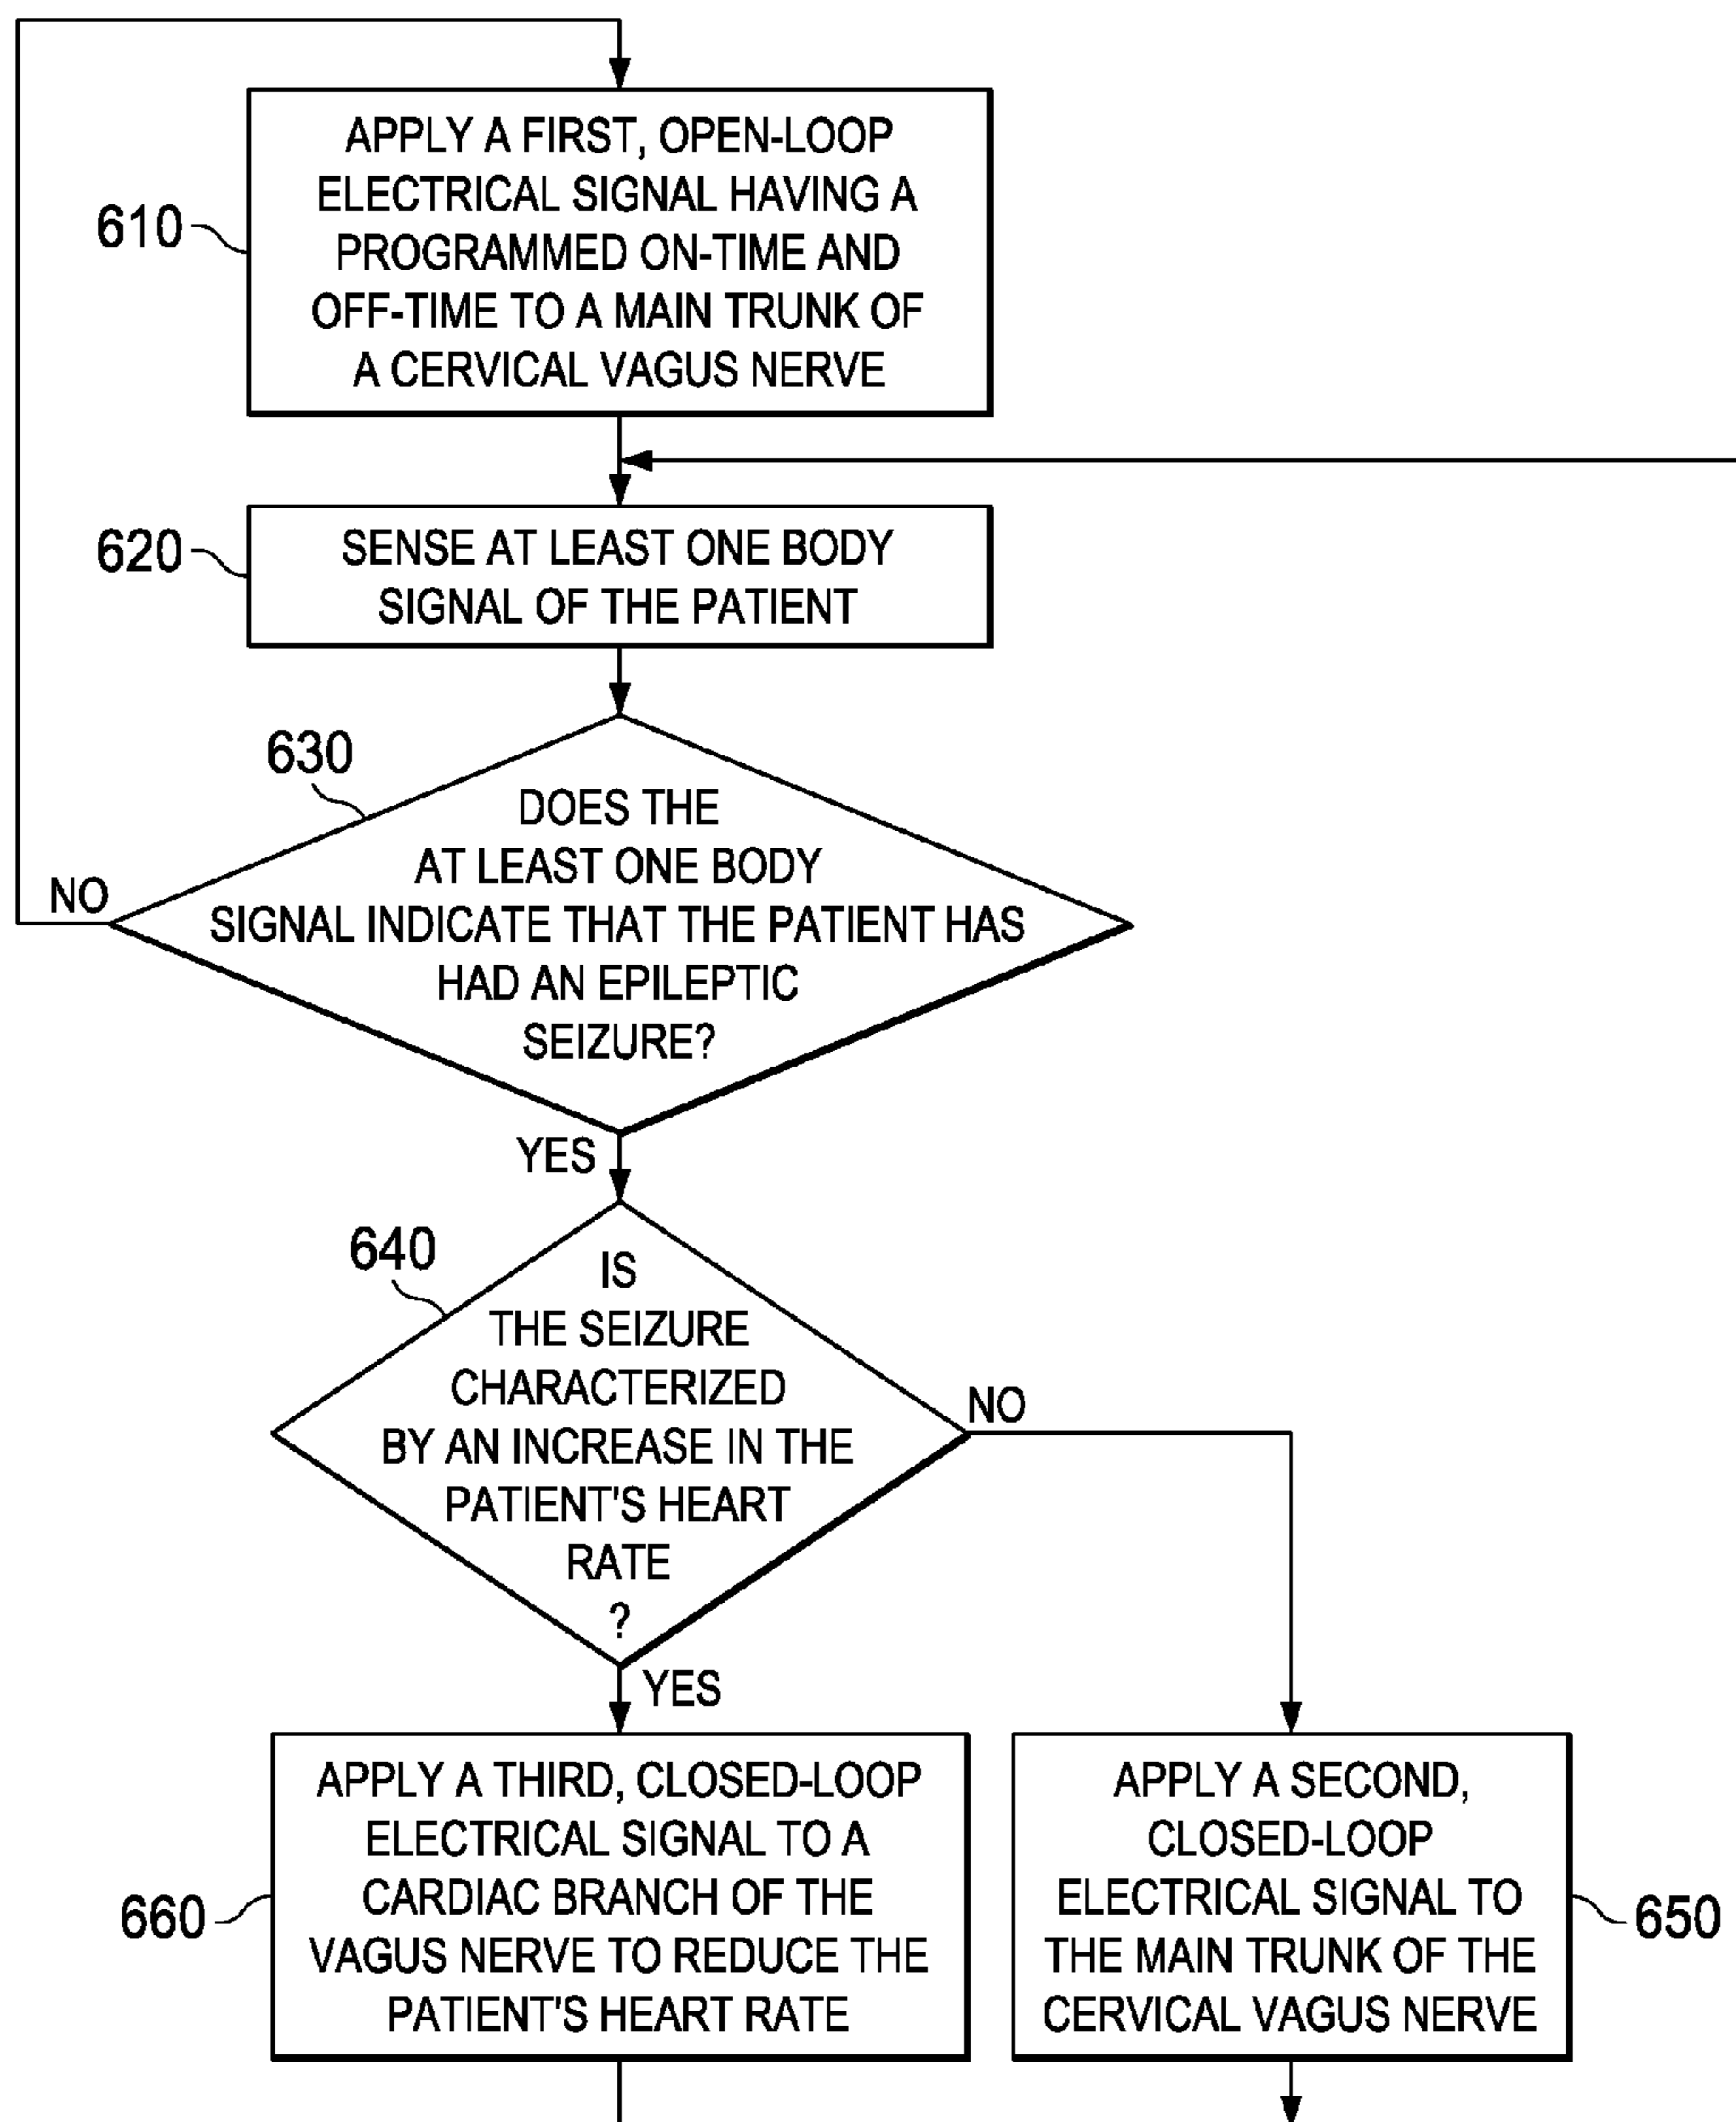 610
APPLY A FIRST, OPEN-LOOP
ELECTRICAL SIGNAL HAVING A
PROGRAMMED ON-TIME AND
OFF-TIME TO A MAIN TRUNK OF
A CERVICAL VAGUS NERVE
620
SENSE AT LEAST ONE BODY
SIGNAL OF THE PATIENT
630
DOES THE
AT LEAST ONE BODY
SIGNAL INDICATE THAT THE PATIENT HAS
HAD AN EPILEPTIC
SEIZURE?
NO
YES
640
IS
THE SEIZURE
CHARACTERIZED
BY AN INCREASE IN THE
PATIENT'S HEART
RATE
?
NO
YES
660
APPLY A THIRD, CLOSED-LOOP
ELECTRICAL SIGNAL TO A
CARDIAC BRANCH OF THE
VAGUS NERVE TO REDUCE THE
PATIENT'S HEART RATE
APPLY A SECOND,
CLOSED-LOOP
ELECTRICAL SIGNAL TO
THE MAIN TRUNK OF THE
CERVICAL VAGUS NERVE
650